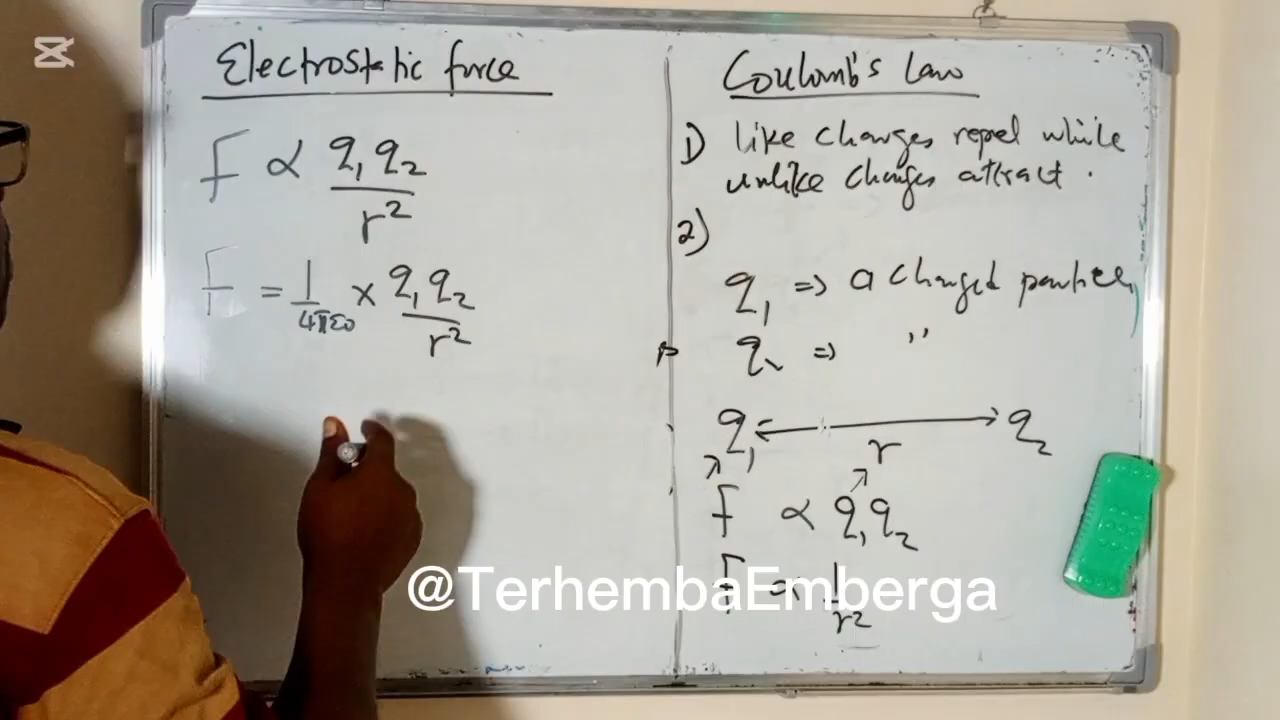 Electrostatic force
F ∝ q₁q₂/r²
F = 1/4πε₀ × q₁q₂/r²
Coulomb's Law
1) like charges repel while
unlike charges attract.
2)
q₁ => a charged particle,
q₂ => ''
q₁ ←→ q₂
r
F ∝ q₁q₂
F ∝ 1/r²
@TerhembaEmberga